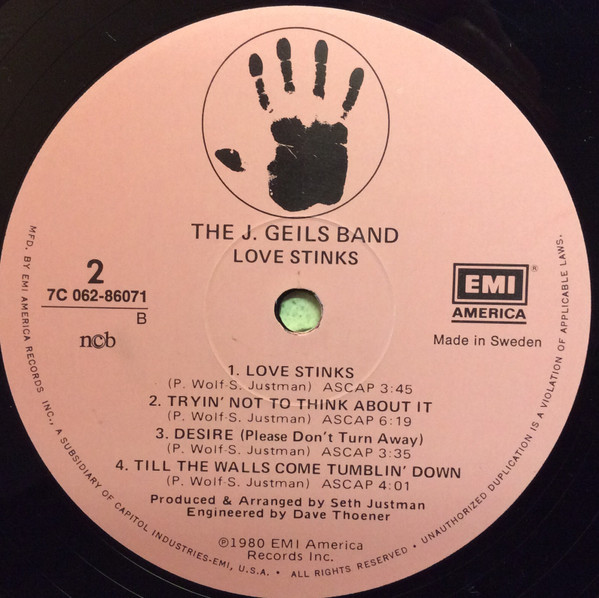 THE J. GEILS BAND
LOVE STINKS
2
7C 062-86071
B
ncb
EMI
®
AMERICA
Made in Sweden
1. LOVE STINKS
(P. Wolf-S. Justman) ASCAP 3:45
2. TRYIN' NOT TO THINK ABOUT IT
(P. Wolf-S. Justman) ASCAP 6:19
3. DESIRE (Please Don't Turn Away)
(P. Wolf-S. Justman) ASCAP 3:35
4. TILL THE WALLS COME TUMBLIN' DOWN
(P. Wolf-S. Justman) ASCAP 4:01
Produced & Arranged by Seth Justman
Engineered by Dave Thoener
℗1980 EMI America
Records Inc.
MFD. BY EMI AMERICA RECORDS INC., A SUBSIDIARY OF CAPITOL INDUSTRIES-EMI, U.S.A. • ALL RIGHTS RESERVED • UNAUTHORIZED DUPLICATION IS A VIOLATION OF APPLICABLE LAWS.